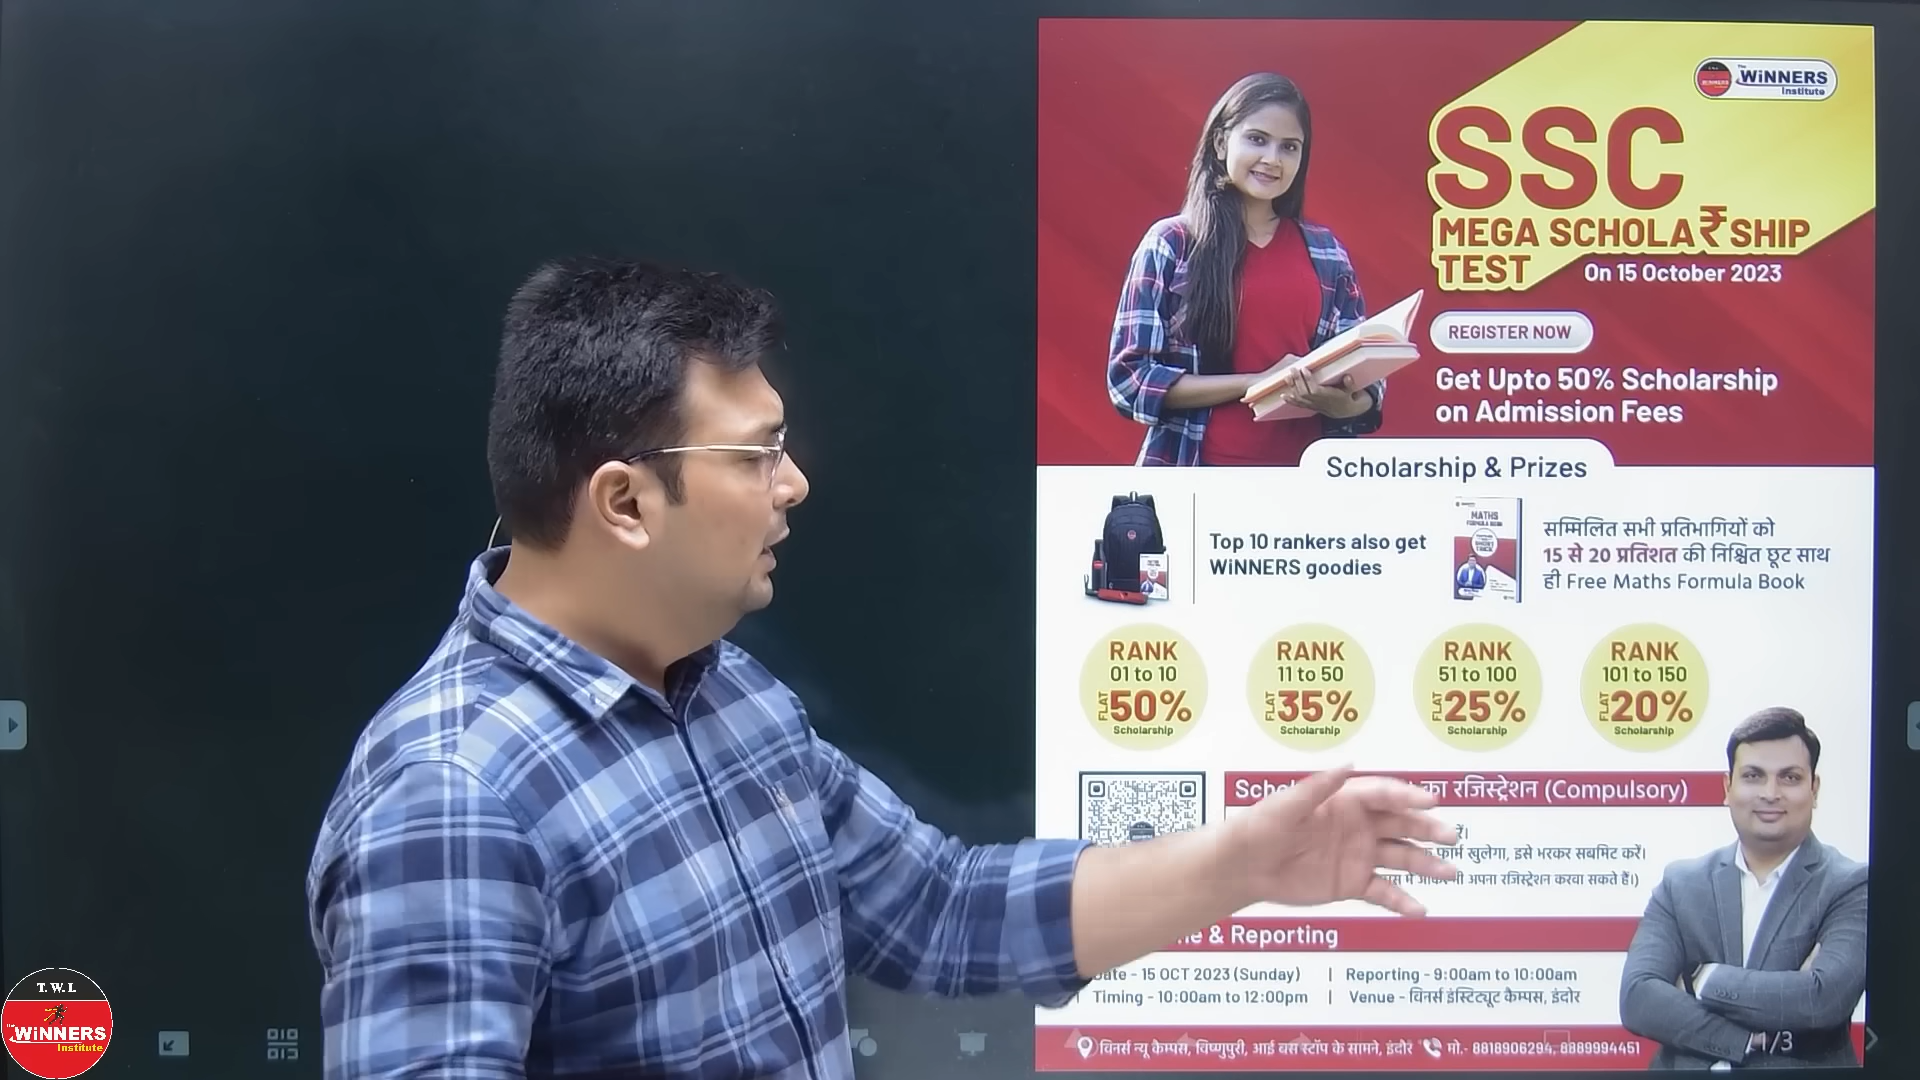 The
WiNNERS
Institute
SSC
MEGA SCHOLA₹SHIP
TEST
On 15 October 2023
REGISTER NOW
Get Upto 50% Scholarship
on Admission Fees
Scholarship & Prizes
Top 10 rankers also get
WiNNERS goodies
MATHS
FORMULA BOOK
सम्मिलित सभी प्रतिभागियों को
15 से 20 प्रतिशत की निश्चित छूट साथ
ही Free Maths Formula Book
RANK
01 to 10
FLAT 50%
Scholarship
RANK
11 to 50
FLAT 35%
Scholarship
RANK
51 to 100
FLAT 25%
Scholarship
RANK
101 to 150
FLAT 20%
Scholarship
का रजिस्ट्रेशन (Compulsory)
फार्म खुलेगा, इसे भरकर सबमिट करें।
भी अपना रजिस्ट्रेशन करवा सकते हैं।)
& Reporting
Date - 15 OCT 2023 (Sunday) | Reporting - 9:00am to 10:00am
Timing - 10:00am to 12:00pm | Venue - विनर्स इंस्टिट्यूट कैम्पस, इंदौर
विनर्स न्यू कैम्पस, विष्णुपुरी, आई बस स्टॉप के सामने, इंदौर मो.- 8818906294, 8889994451
1/3
T.W.I
The
WiNNERS
Institute